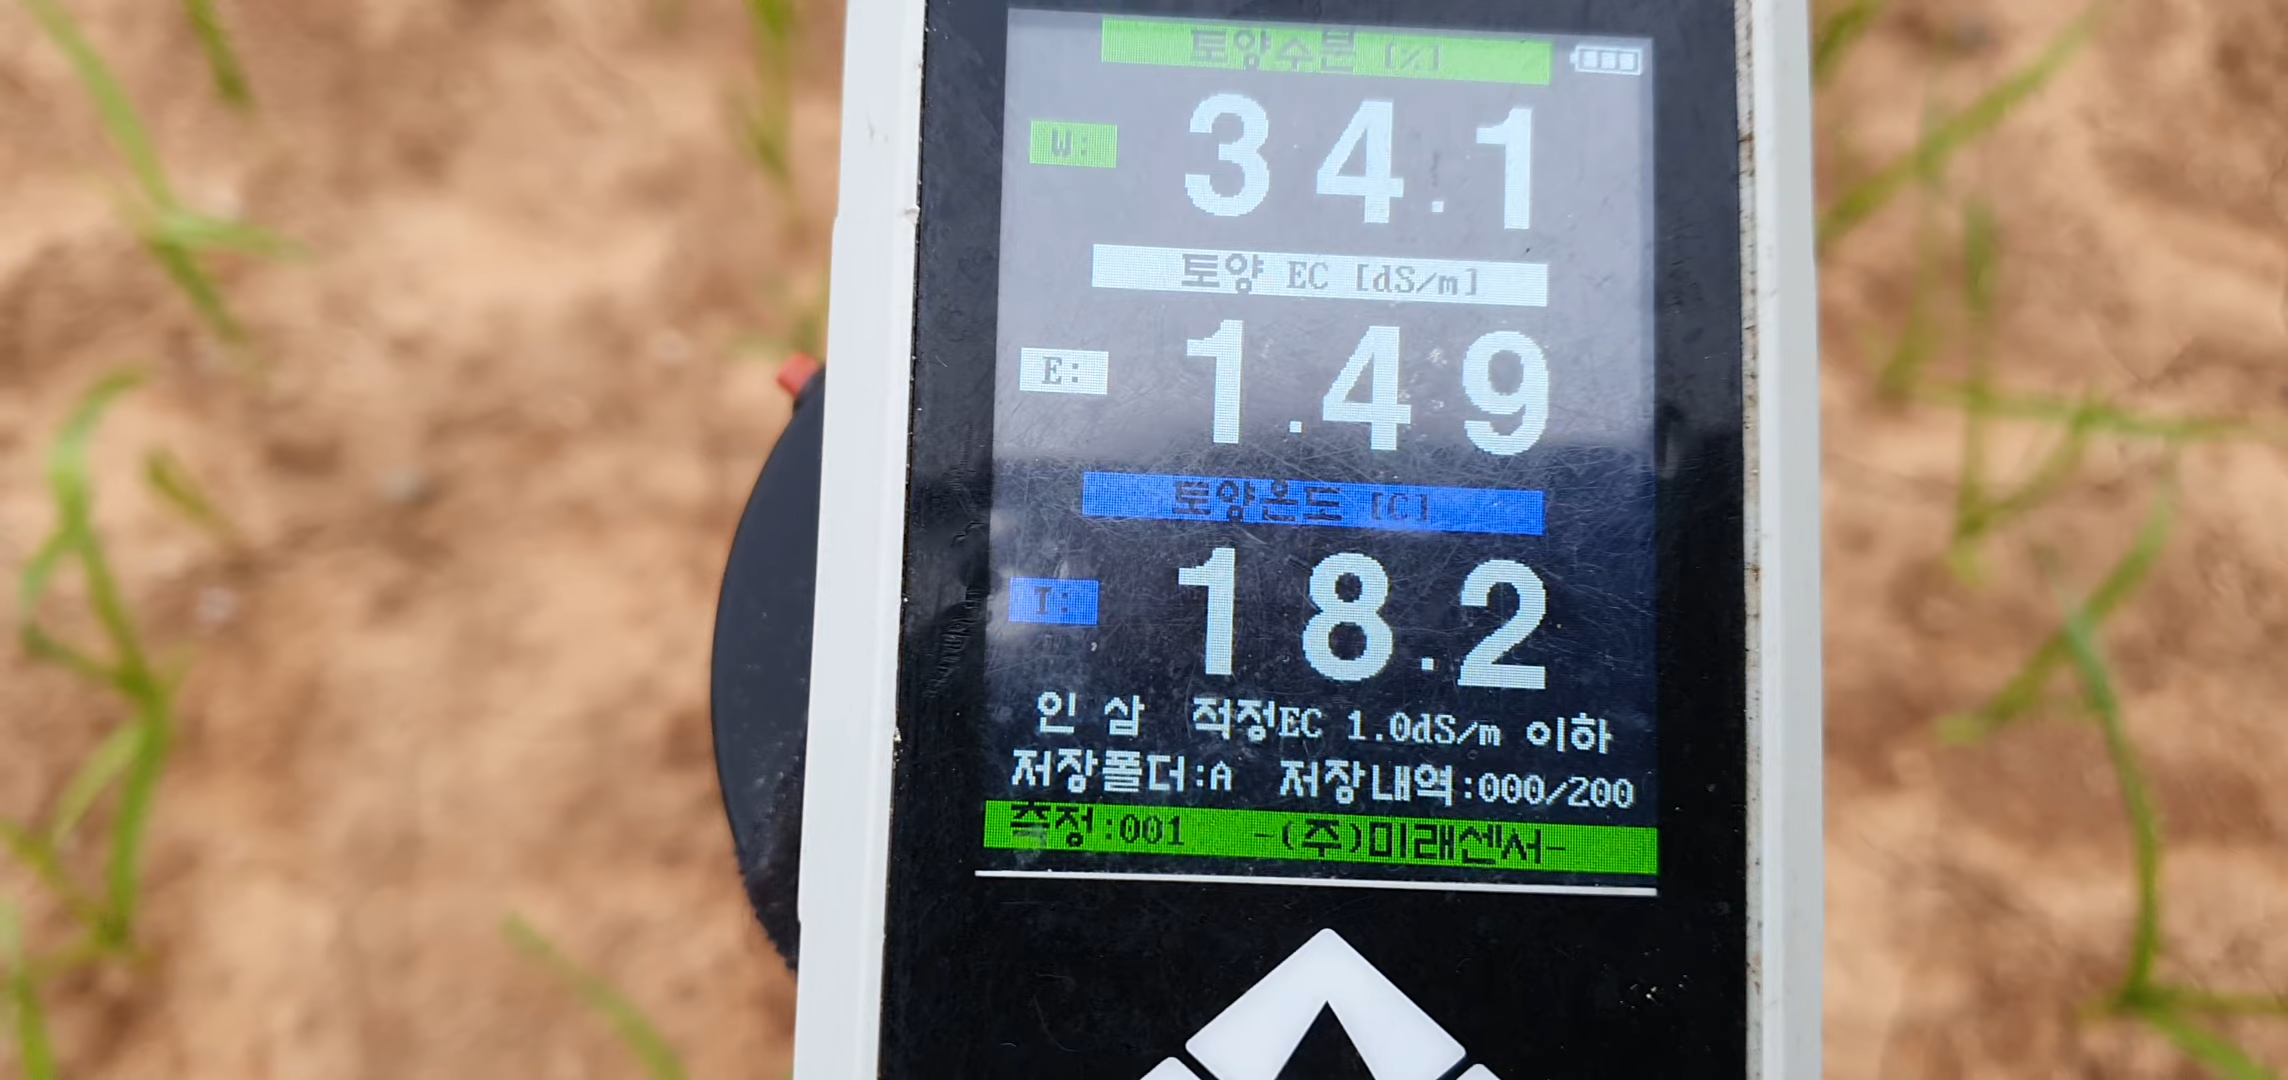 토양수분 [%]
W: 34.1
토양 EC [dS/m]
E: 1.49
토양온도 [C]
T: 18.2
인 삼 적정EC 1.0dS/m 이하
저장폴더:A 저장내역:000/200
측정:001 -(주)미래센서-